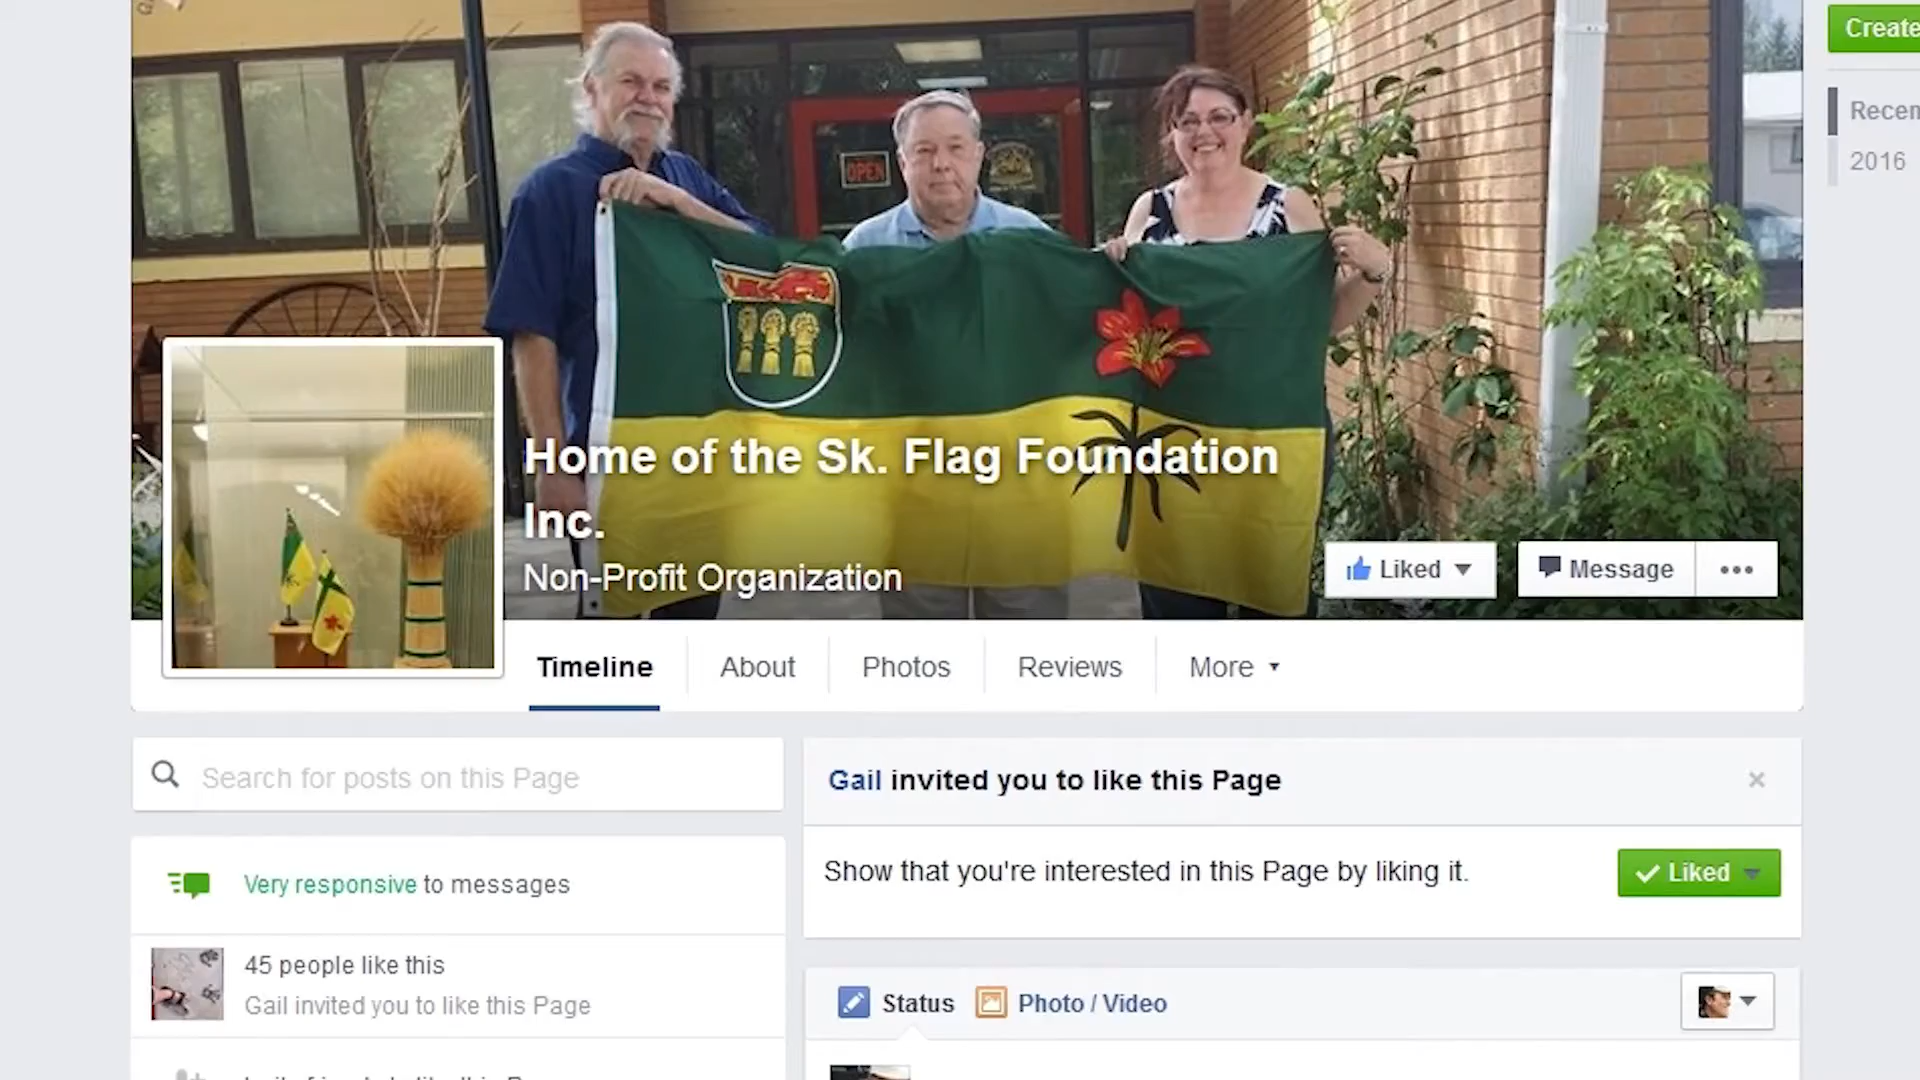 Create
Recen
2016
OPEN
Home of the Sk. Flag Foundation
Inc.
Non-Profit Organization
Liked
Message
Timeline
About
Photos
Reviews
More
Search for posts on this Page
Gail invited you to like this Page
Show that you're interested in this Page by liking it.
Liked
Very responsive to messages
45 people like this
Gail invited you to like this Page
Status
Photo / Video